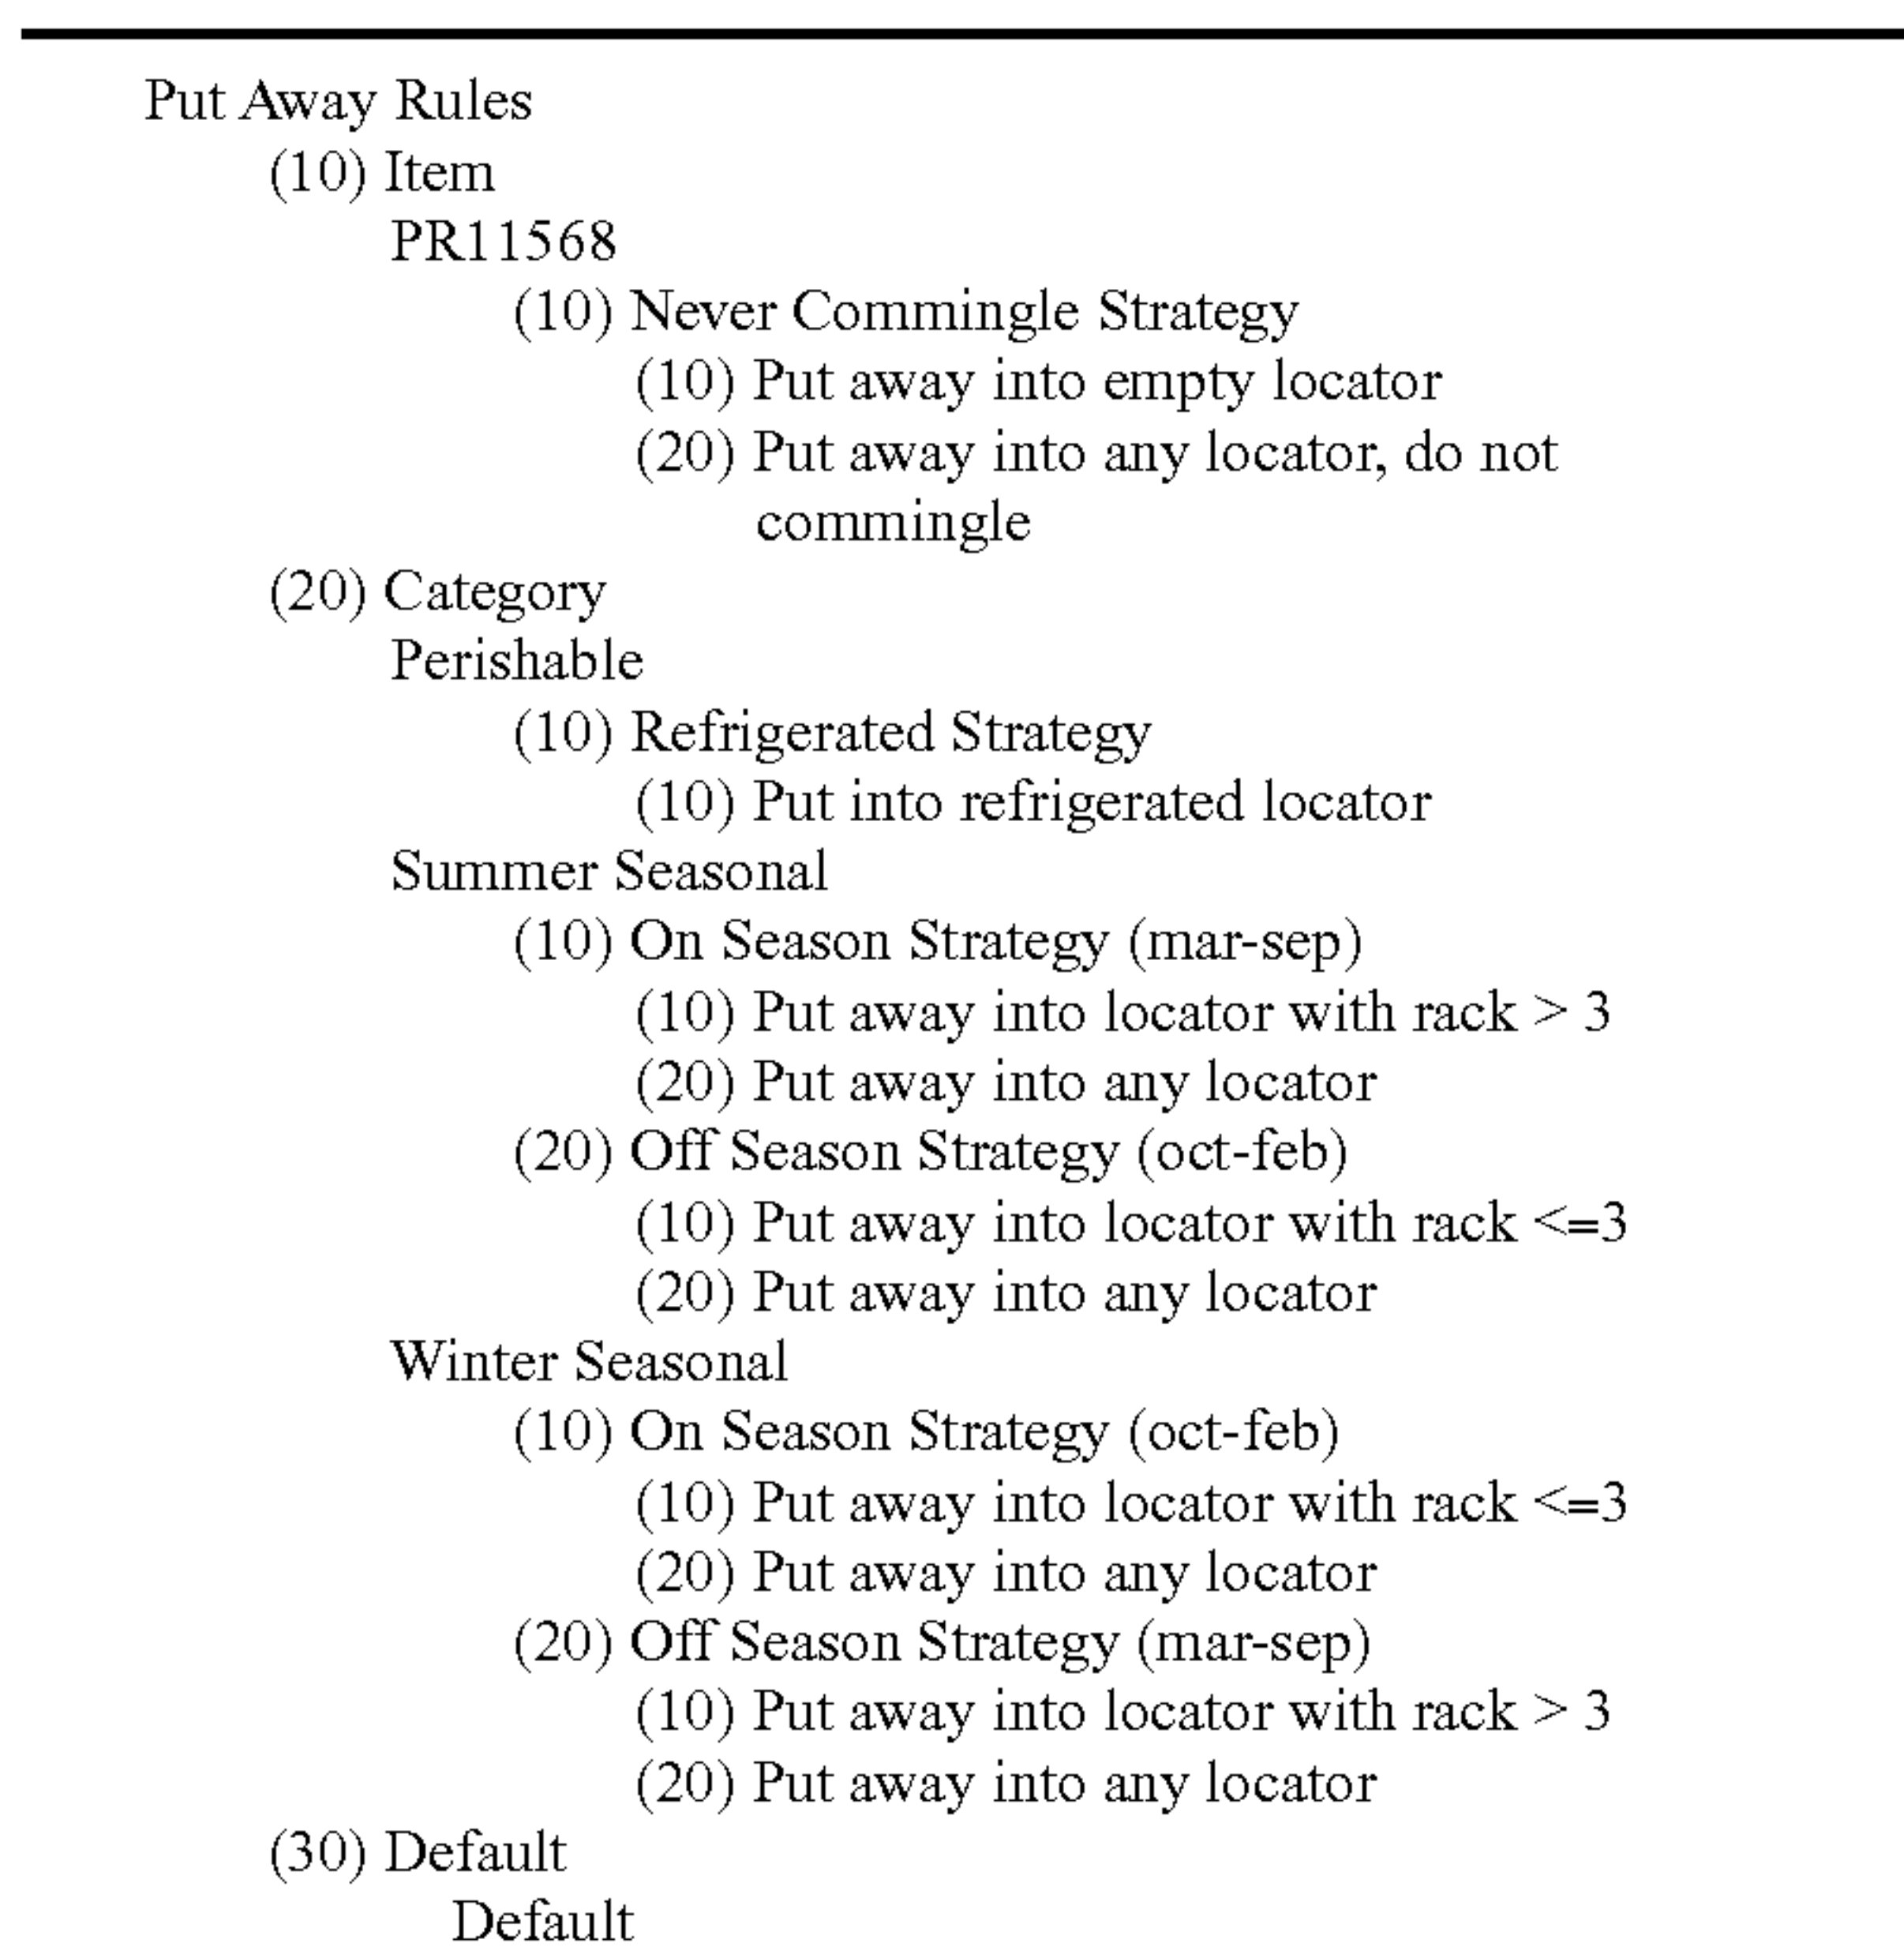 Put Away Rules
(10) Item
PR11568
(10) Never Commingle Strategy
(10) Put away into empty locator
(20) Put away into any locator, do not
commingle
(20) Category
Perishable
(10) Refrigerated Strategy
(10) Put into refrigerated locator
Summer Seasonal
(10) On Season Strategy (mar-sep)
(10) Put away into locator with rack > 3
(20) Put away into any locator
(20) Off Season Strategy (oct-feb)
(10) Put away into locator with rack <=3
(20) Put away into any locator
Winter Seasonal
(10) On Season Strategy (oct-feb)
(10) Put away into locator with rack <=3
(20) Put away into any locator
(20) Off Season Strategy (mar-sep)
(10) Put away into locator with rack > 3
(20) Put away into any locator
(30) Default
Default